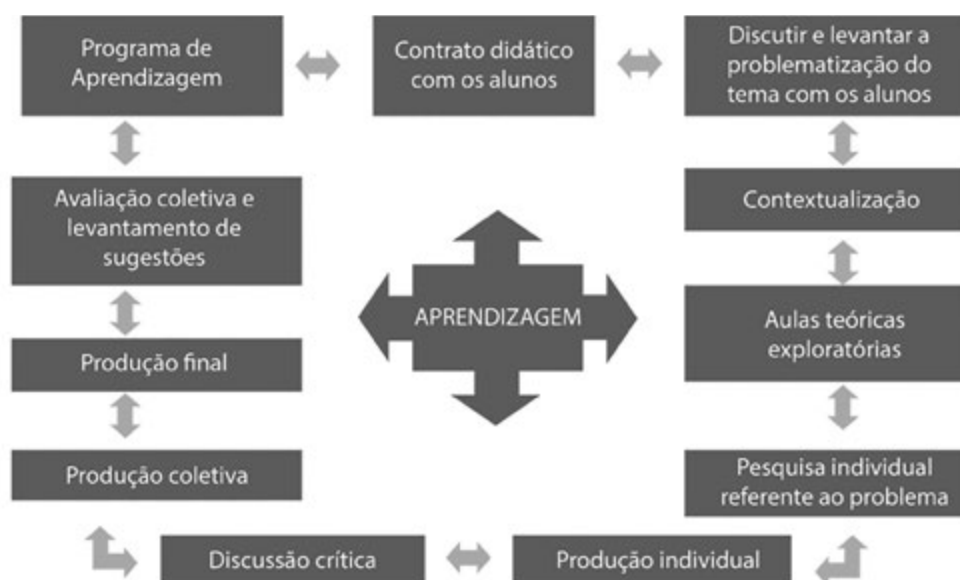 Programa de
Aprendizagem
Contrato didático
com os alunos
Discutir e levantar a
problematização do
tema com os alunos
Avaliação coletiva e
levantamento de
sugestões
Contextualização
APRENDIZAGEM
Aulas teóricas
exploratórias
Produção final
Produção coletiva
Pesquisa individual
referente ao problema
Discussão crítica
Produção individual